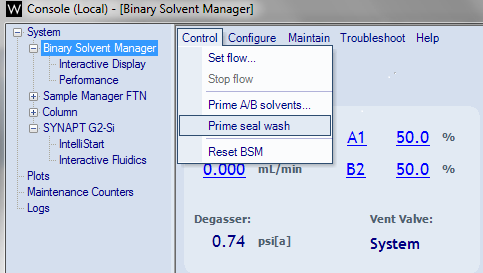 W Console (Local) - [Binary Solvent Manager]
System
Binary Solvent Manager
Interactive Display
Performance
Sample Manager FTN
Column
SYNAPT G2-Si
IntelliStart
Interactive Fluidics
Plots
Maintenance Counters
Logs
Control Configure Maintain Troubleshoot Help
Set flow...
Stop flow
Prime A/B solvents...
Prime seal wash
Reset BSM
A1 50.0 %
0.000 mL/min B2 50.0 %
Degasser: Vent Valve:
0.74 psi[a] System